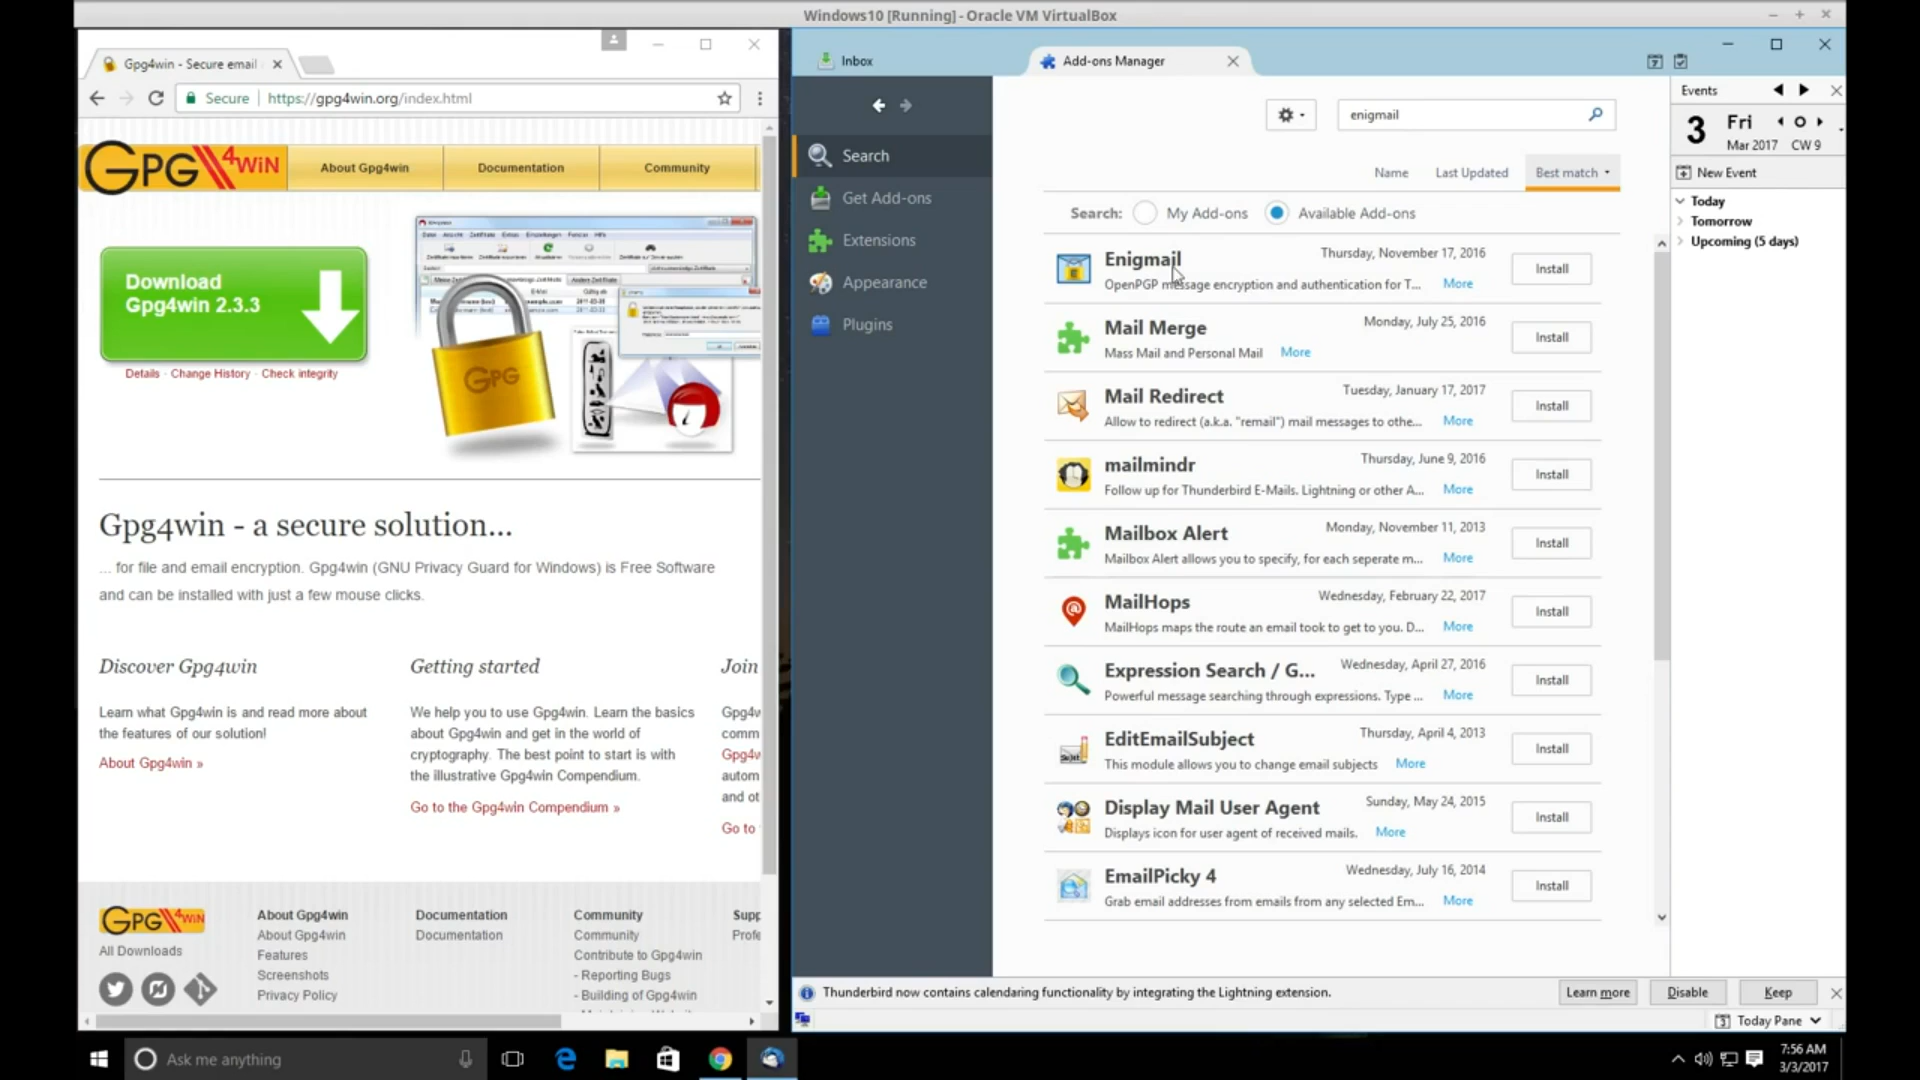 Windows10 [Running] - Oracle VM VirtualBox
Gpg4win - Secure email
Secure
https://gpg4win.org/index.html
GPG4WIN
About Gpg4win
Documentation
Community
Download
Gpg4win 2.3.3
Details · Change History · Check integrity
GPG
Gpg4win - a secure solution...
... for file and email encryption. Gpg4win (GNU Privacy Guard for Windows) is Free Software
and can be installed with just a few mouse clicks.
Discover Gpg4win
Learn what Gpg4win is and read more about
the features of our solution!
About Gpg4win »
Getting started
We help you to use Gpg4win. Learn the basics
about Gpg4win and get in the world of
cryptography. The best point to start is with
the illustrative Gpg4win Compendium.
Go to the Gpg4win Compendium »
Join
Gpg4w
comm
Gpg4w
autom
and ot
Go to
GPG4WIN
All Downloads
About Gpg4win
About Gpg4win
Features
Screenshots
Privacy Policy
Documentation
Documentation
Community
Community
Contribute to Gpg4win
- Reporting Bugs
- Building of Gpg4win
Supp
Profe
Inbox
Add-ons Manager
Search
Get Add-ons
Extensions
Appearance
Plugins
enigmail
Name
Last Updated
Best match
Search:
My Add-ons
Available Add-ons
Enigmail
Thursday, November 17, 2016
OpenPGP message encryption and authentication for T...
More
Install
Mail Merge
Monday, July 25, 2016
Mass Mail and Personal Mail
More
Install
Mail Redirect
Tuesday, January 17, 2017
Allow to redirect (a.k.a. "remail") mail messages to othe...
More
Install
mailmindr
Thursday, June 9, 2016
Follow up for Thunderbird E-Mails. Lightning or other A...
More
Install
Mailbox Alert
Monday, November 11, 2013
Mailbox Alert allows you to specify, for each seperate m...
More
Install
MailHops
Wednesday, February 22, 2017
MailHops maps the route an email took to get to you. D...
More
Install
Expression Search / G...
Wednesday, April 27, 2016
Powerful message searching through expressions. Type ...
More
Install
EditEmailSubject
Thursday, April 4, 2013
This module allows you to change email subjects
More
Install
Display Mail User Agent
Sunday, May 24, 2015
Displays icon for user agent of received mails.
More
Install
EmailPicky 4
Wednesday, July 16, 2014
Grab email addresses from emails from any selected Em...
More
Install
Events
3
Fri
Mar 2017
CW 9
New Event
Today
Tomorrow
Upcoming (5 days)
Thunderbird now contains calendaring functionality by integrating the Lightning extension.
Learn more
Disable
Keep
Today Pane
Ask me anything
7:56 AM
3/3/2017